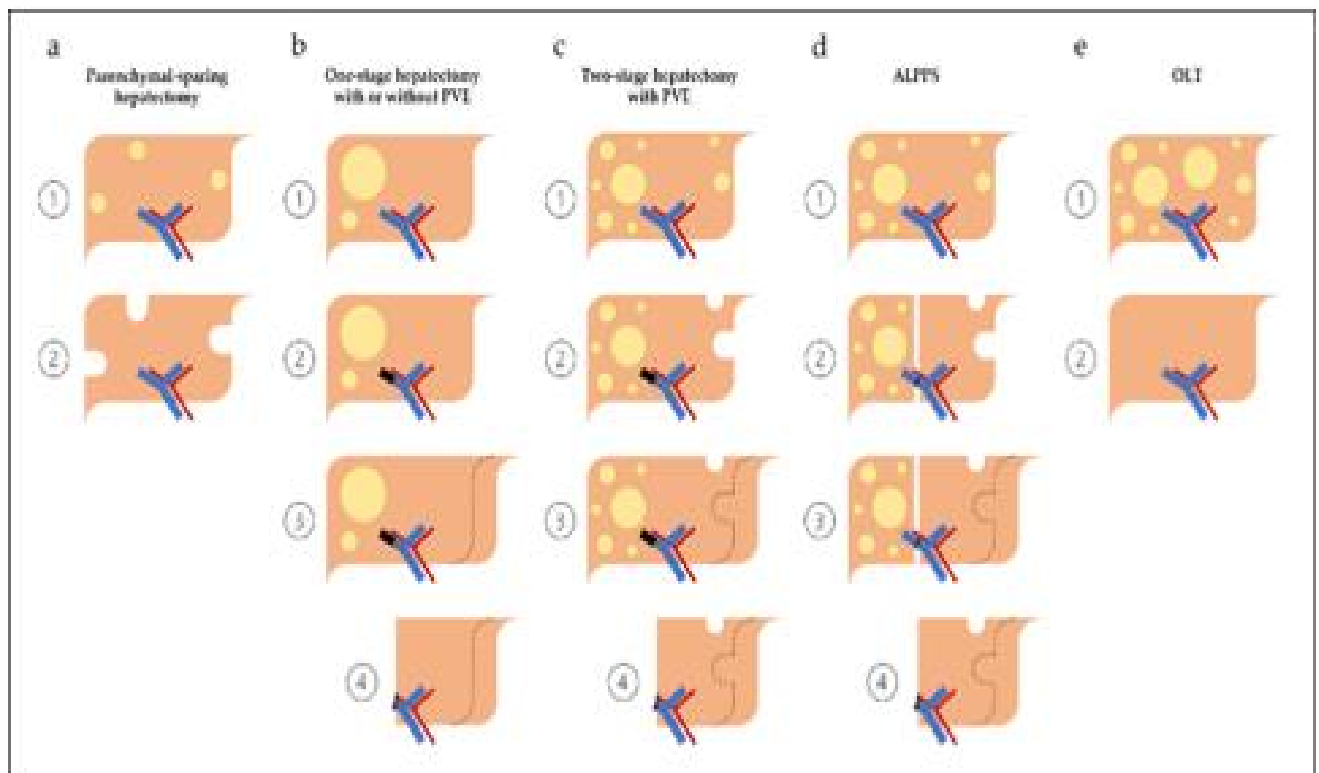 a
Parenchymal-sparing
hepatectomy
b
One-stage hepatectomy
with or without PVE
c
Two-stage hepatectomy
with PVE
d
ALPPS
e
OLT
1
1
1
1
1
2
2
2
2
2
3
3
3
4
4
4